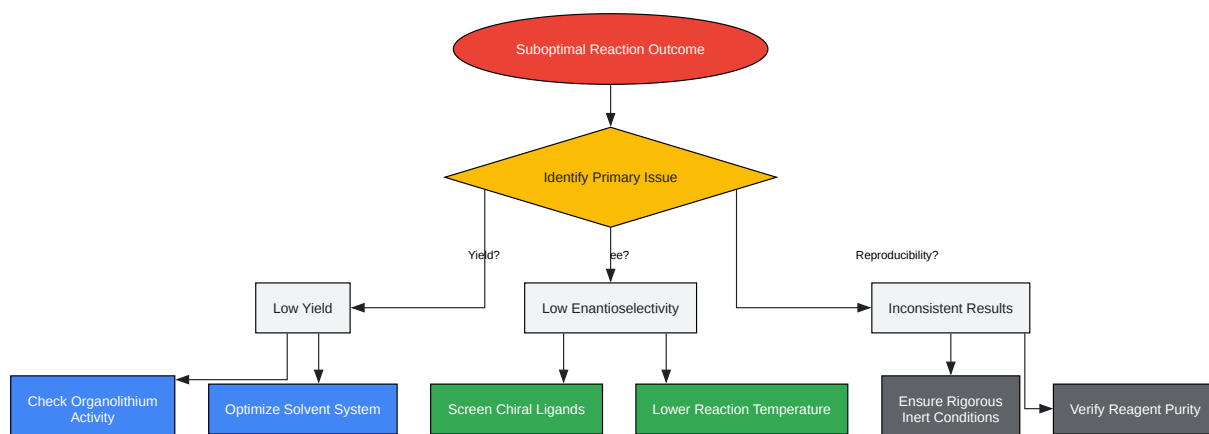 Suboptimal Reaction Outcome
Identify Primary Issue
Yield?
ee?
Reproducibility?
Low Yield
Low Enantioselectivity
Inconsistent Results
Check Organolithium
Activity
Optimize Solvent System
Screen Chiral Ligands
Lower Reaction Temperature
Ensure Rigorous
Inert Conditions
Verify Reagent Purity